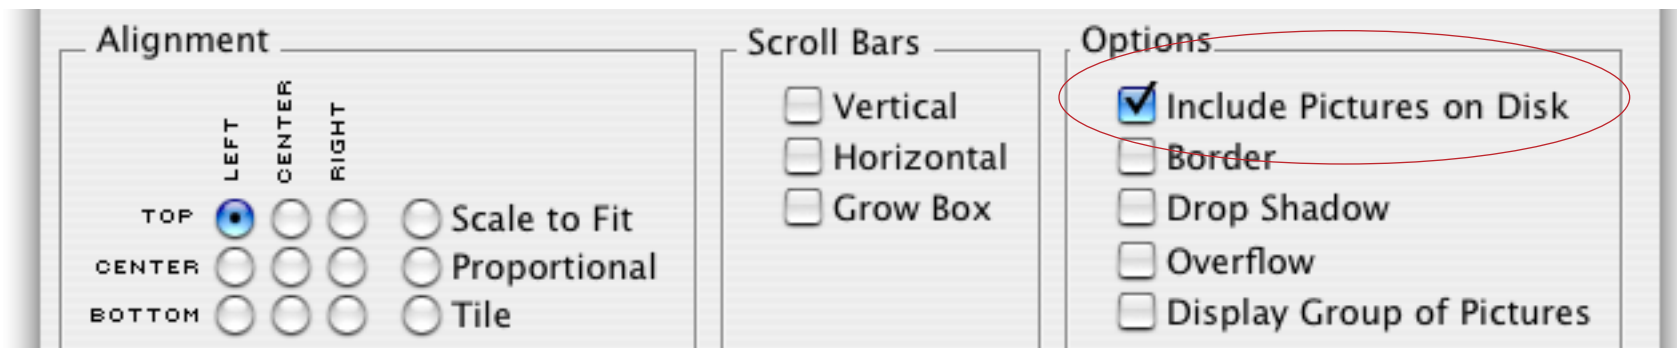 Alignment
LEFT
CENTER
RIGHT
TOP
Scale to Fit
CENTER
Proportional
BOTTOM
Tile
Scroll Bars
Vertical
Horizontal
Grow Box
Options
Include Pictures on Disk
Border
Drop Shadow
Overflow
Display Group of Pictures